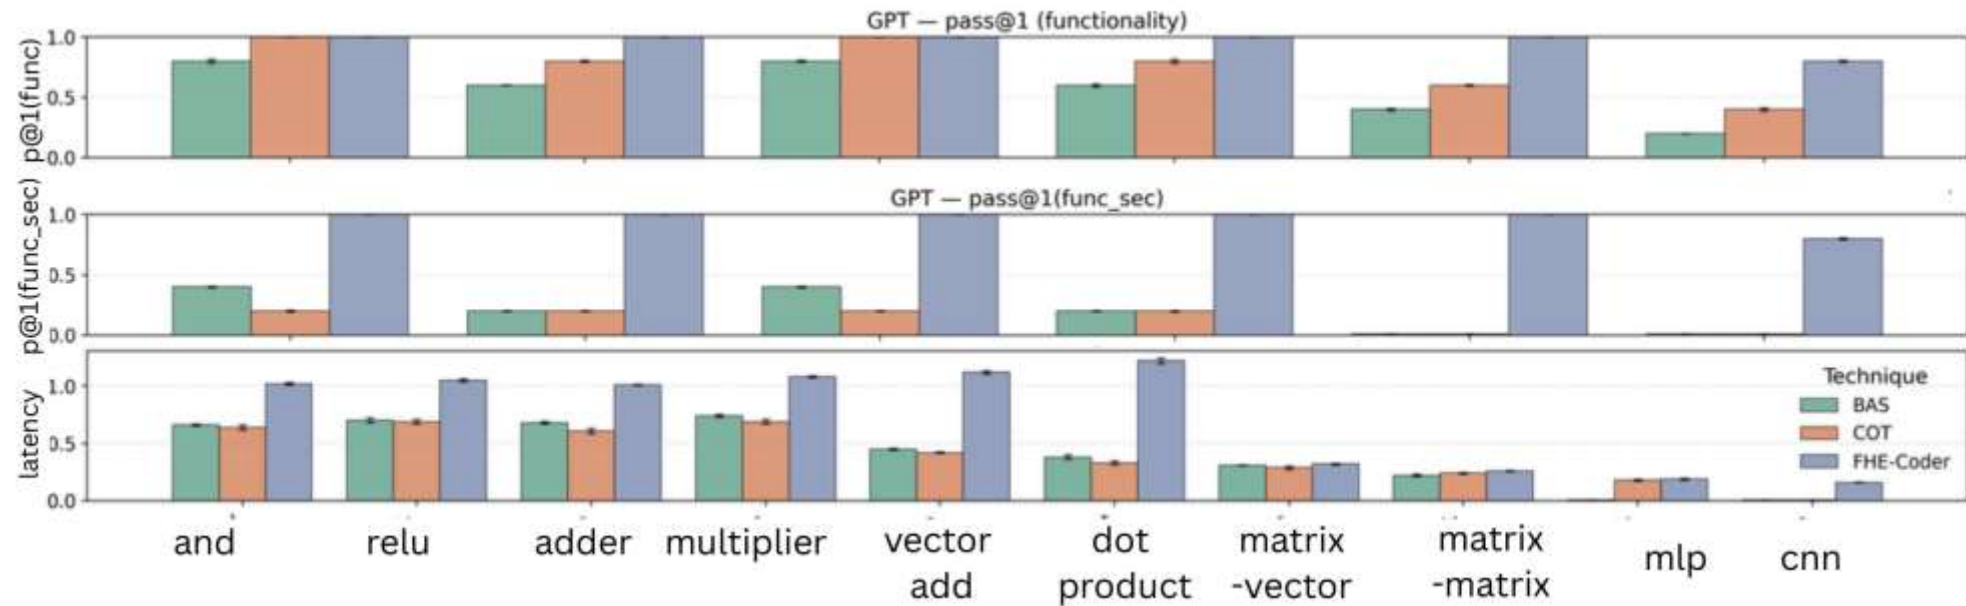 GPT — pass@1 (functionality)
p@1(func)
1.0
0.5
0.0
GPT — pass@1(func_sec)
p@1(func_sec)
1.0
0.5
0.0
latency
1.0
0.5
0.0
Technique
BAS
COT
FHE-Coder
and relu adder multiplier vector add dot product matrix -vector matrix -matrix mlp cnn